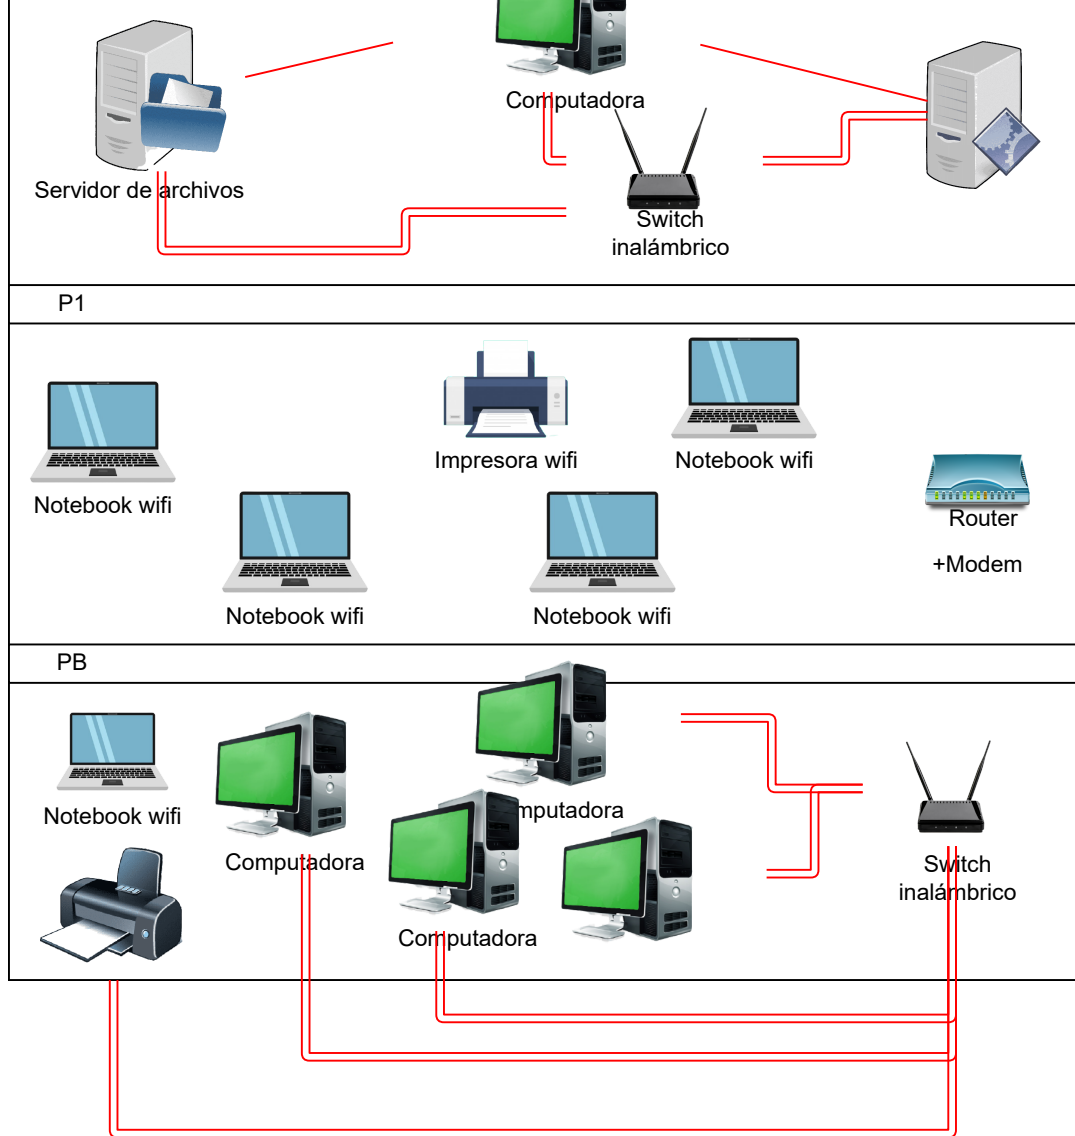 Computadora
Servidor de archivos
Switch
inalámbrico
P1
Impresora wifi
Notebook wifi
Notebook wifi
Router
+Modem
Notebook wifi
Notebook wifi
PB
Notebook wifi
mputadora
Computadora
Switch
inalámbrico
Computadora